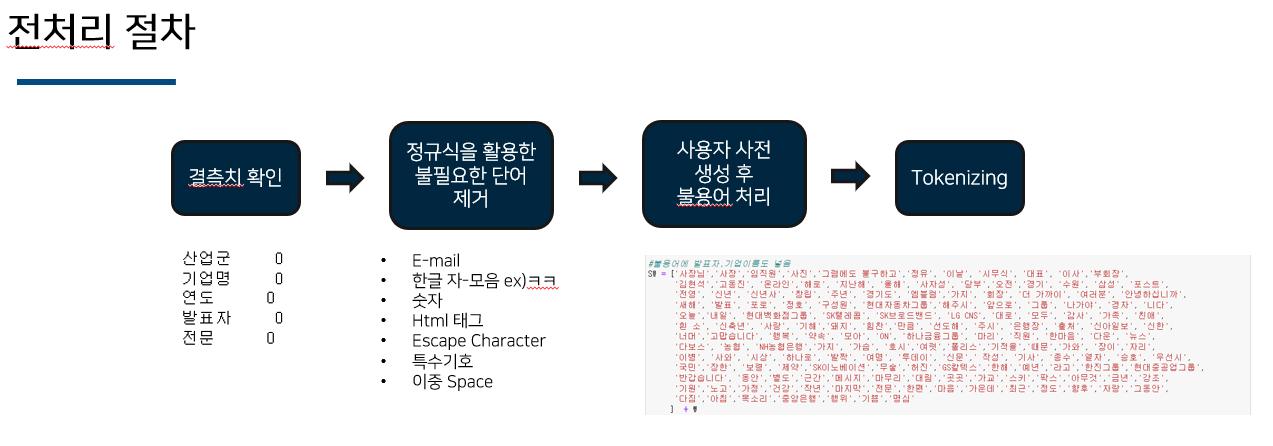 전처리 절차
결측치 확인
정규식을 활용한
불필요한 단어
제거
사용자 사전
생성 후
불용어 처리
Tokenizing
산업군 0
기업명 0
연도 0
발표자 0
전문 0
• E-mail
• 한글 자-모음 ex)ㅋㅋ
• 숫자
• Html 태그
• Escape Character
• 특수기호
• 이중 Space
#불용어에 발표자,기업이름도 넣음
SW = ['사장님','사장','임직원','사진','그럼에도 불구하고','정유', '이날', '시무식', '대표', '이사','부회장',
'김현석','고동진', '온라인','해로', '지난해', '올해', '사자성', '당부','오전','경기', '수원', '삼성', '포스트',
'전영', '신년', '신년사', '창립', '주년', '경기도', '엠블럼','가지', '회장', '더 가까이', '여러분', '안녕하십니까',
'새해', '발표', '포로', '정호', '구성원', '현대자동차그룹','해주시', '앞으로', '그룹', '나가야', '경자', '니다',
'오늘','내일', '현대백화점그룹', 'SK텔레콤', 'SK브로드밴드', 'LG CNS', '대로', '모두', '감사', '가족', '친애',
'흰 소', '신축년', '사랑', '기해','돼지', '힘찬','만큼', '선도해', '주시', '은행장', '출처', '신아일보', '신한',
'너머','고맙습니다', '행복', '약속', '모아', 'ON', '하나금융그룹', '마리', '직원', '한마음', '다운', '뉴스',
'다보스', '농협', 'NH농협은행','가지', '가슴', '호시','여럿','폴리스','기적률','때문','가와', '장이','자리',
'이병', '사와', '시상', '하나로', '발짝', '여명', '투데이', '신문', '작성', '기사', '종수','열자', '승호', '우선시',
'국민','장한', '보령', '제약','SK이노베이션','무술','허진','GS칼텍스','한해','예년','라고','한진그룹','현대중공업그룹',
'반갑습니다', '동안','별도','근간','메시지','마무리','대림','곳곳','가교','스키','팍스','아무것','금년','강조',
'기원','노고','가정','건강','작년','마지막','전문','한편','마음','가운데','최근','정도','향후','자랑','그동안',
'다짐','아침','목소리','중앙은행','행위','기쁨','명심'
] + W